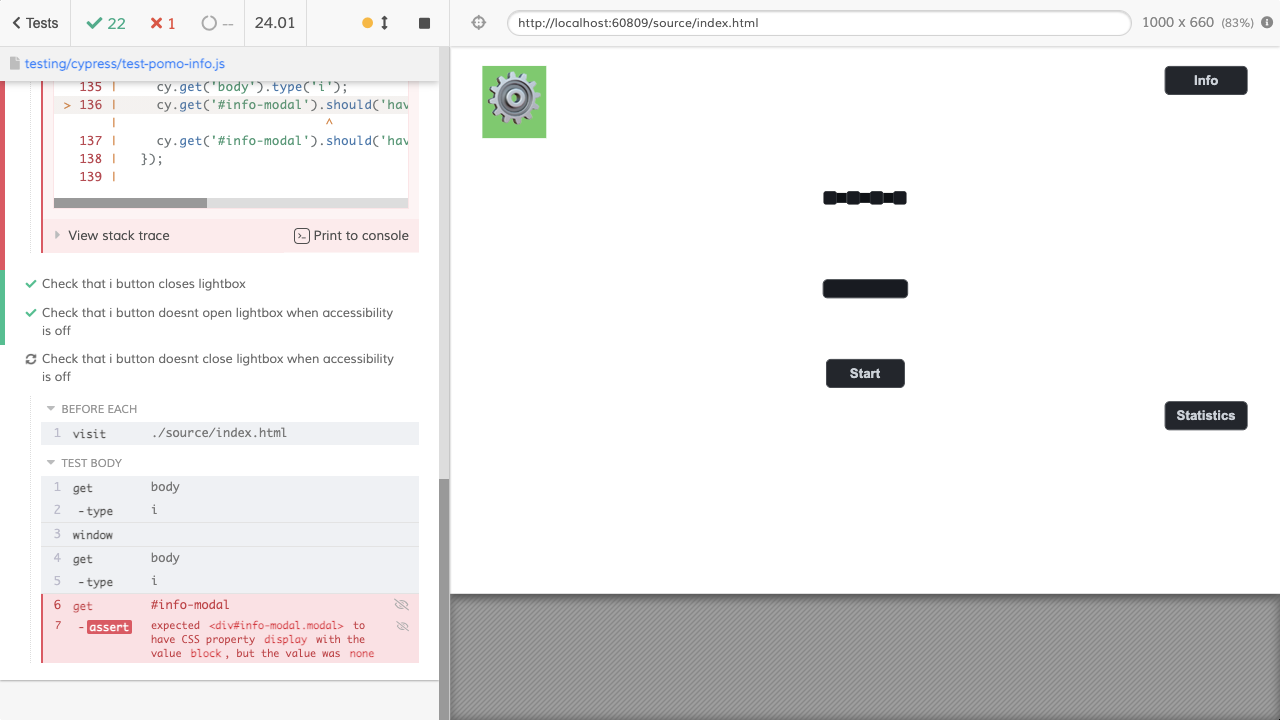 Tests
22
1
--
24.01
http://localhost:60809/source/index.html
1000 x 660 (83%)
testing/cypress/test-pomo-info.js
135 | cy.get('body').type('i');
> 136 | cy.get('#info-modal').should('hav
| ^
137 | cy.get('#info-modal').should('hav
138 | });
139 |
View stack trace
Print to console
Check that i button closes lightbox
Check that i button doesnt open lightbox when accessibility
is off
Check that i button doesnt close lightbox when accessibility
is off
BEFORE EACH
1 visit ./source/index.html
TEST BODY
1 get body
2 -type i
3 window
4 get body
5 -type i
6 get #info-modal
7 -assert expected <div#info-modal.modal> to
have CSS property display with the
value block, but the value was none
Info
Start
Statistics